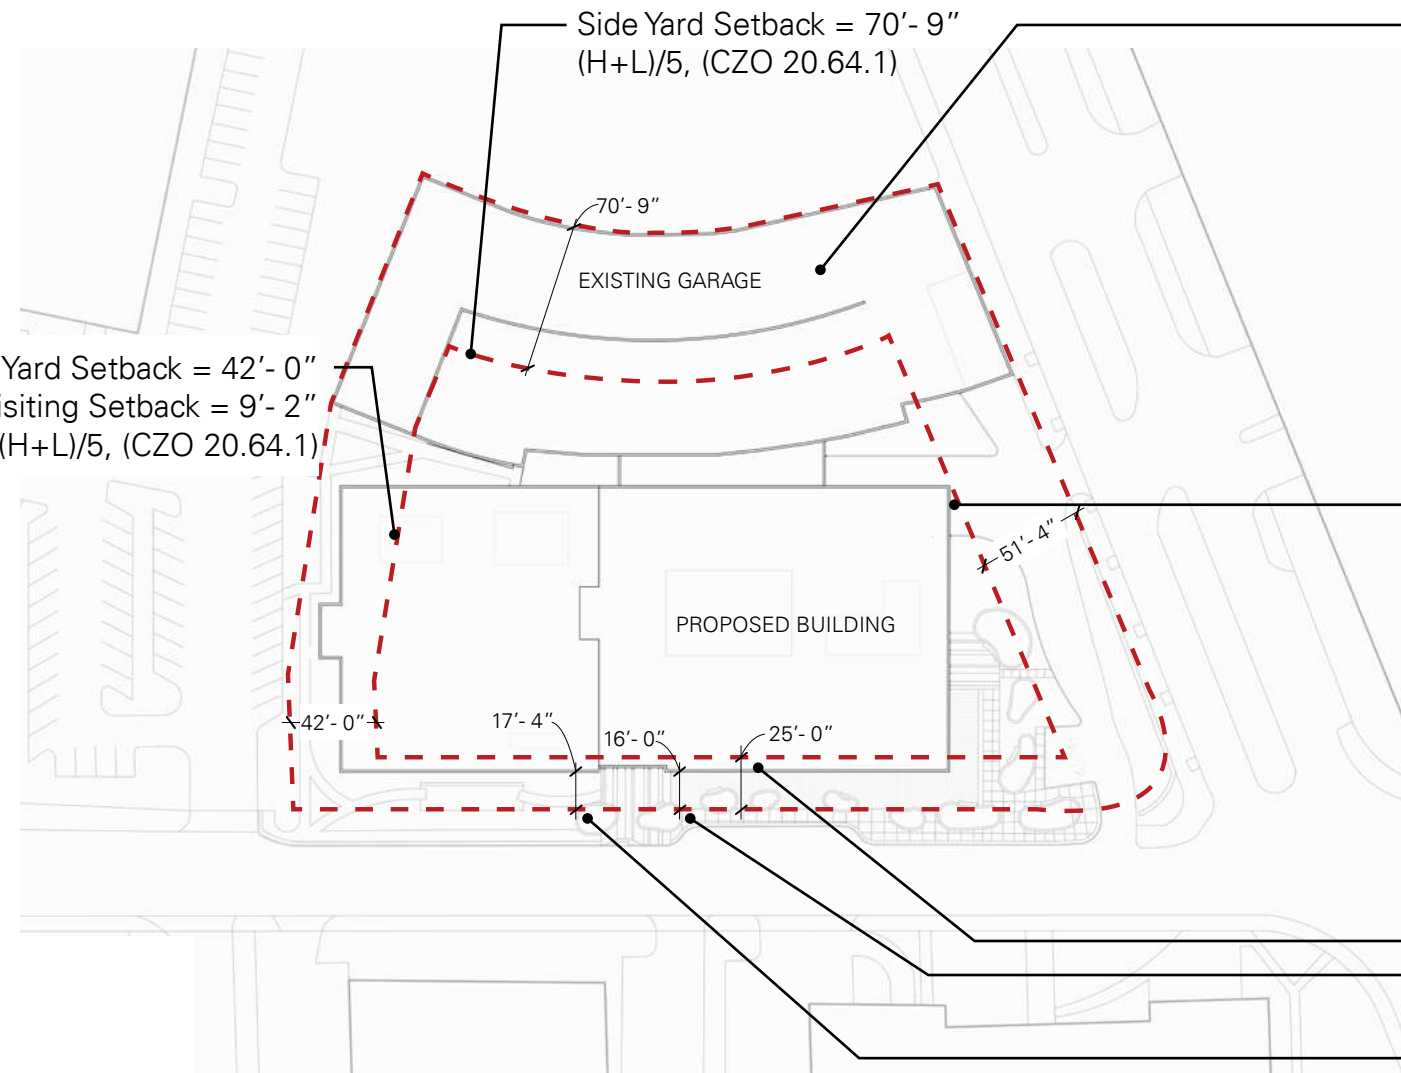 Side Yard Setback = 70’- 9”
(H+L)/5, (CZO 20.64.1)
70’- 9”
EXISTING GARAGE
Yard Setback = 42’- 0”
Setback = 9’- 2”
(H+L)/5, (CZO 20.64.1)
51’- 4”
PROPOSED BUILDING
42’- 0”
17’- 4”
16’- 0”
25’- 0”